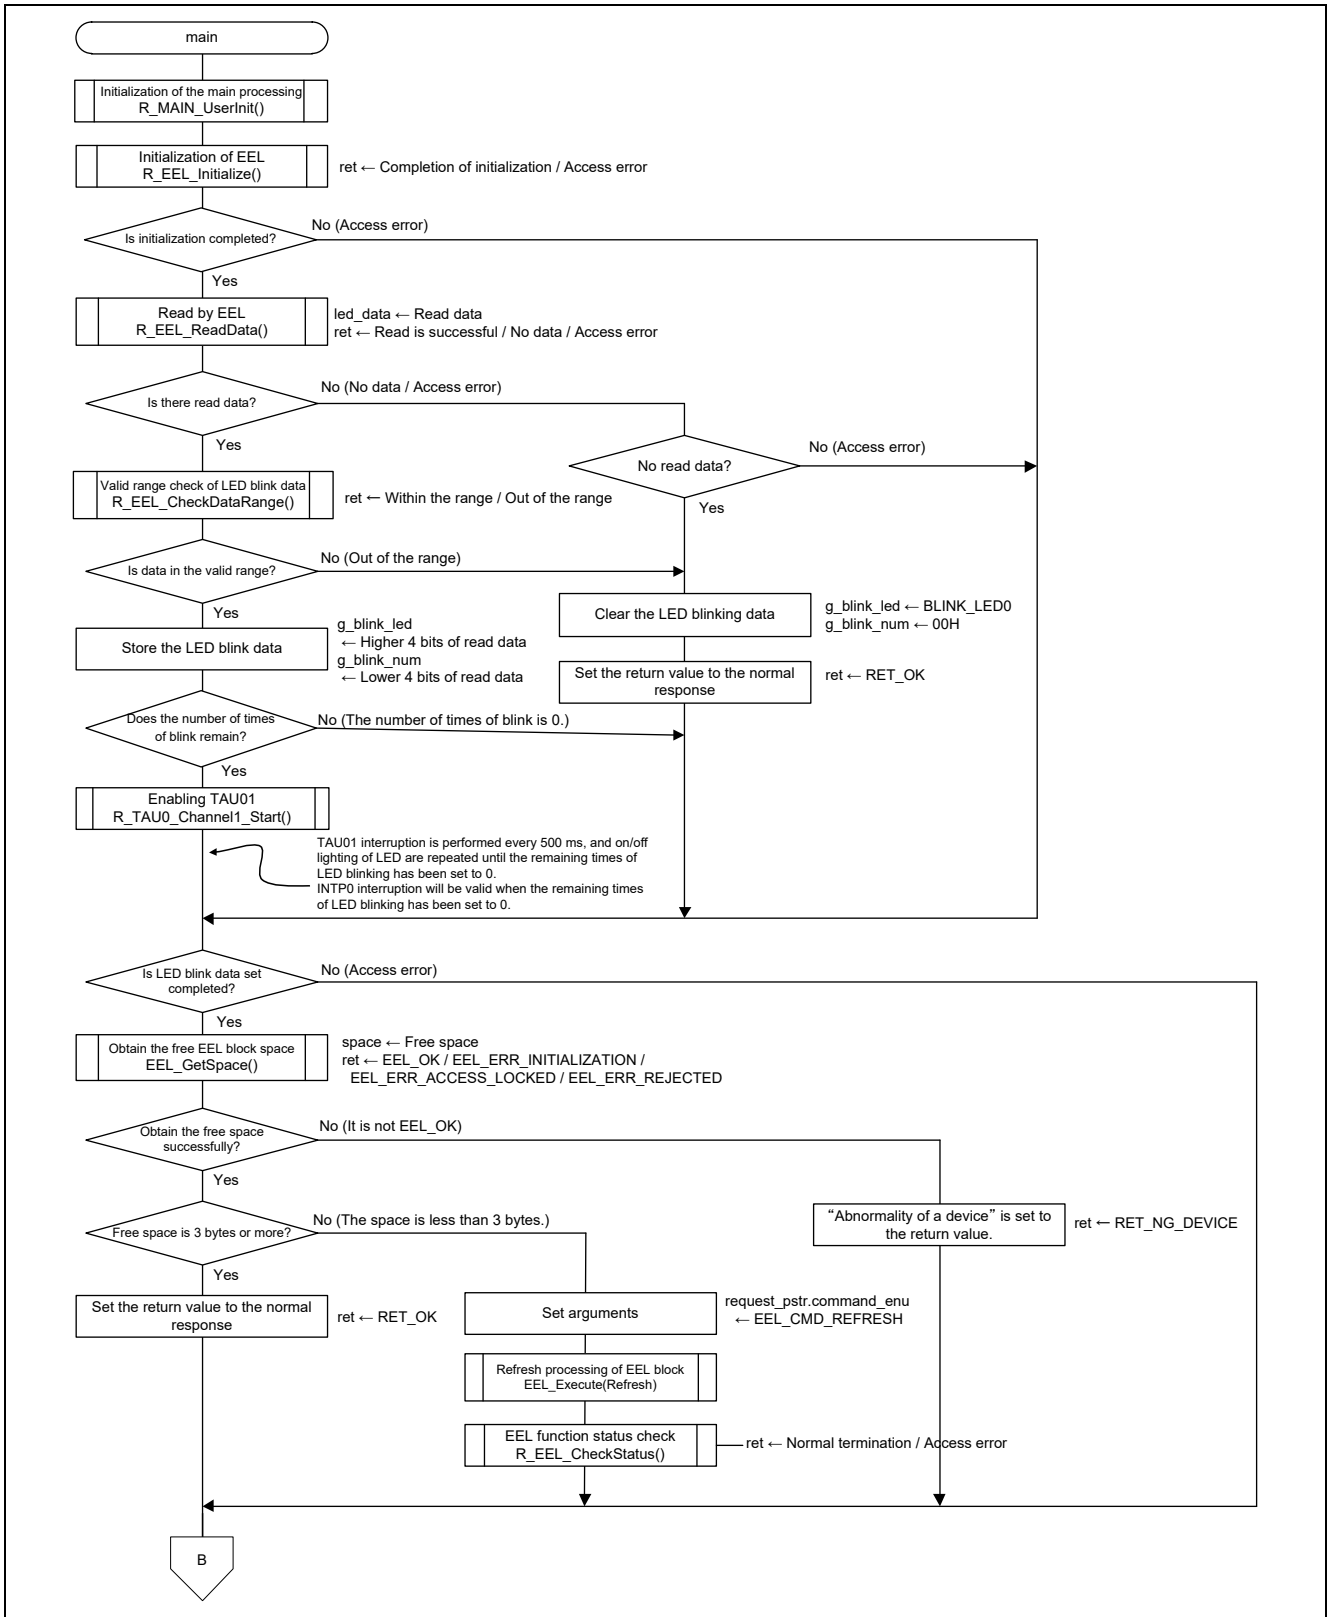 main
Initialization of the main processing
R_MAIN_UserInit()
Initialization of EEL
R_EEL_Initialize()
ret ← Completion of initialization / Access error
No (Access error)
Is initialization completed?
Yes
Read by EEL
R_EEL_ReadData()
led_data ← Read data
ret ← Read is successful / No data / Access error
No (No data / Access error)
Is there read data?
Yes
No (Access error)
No read data?
Yes
Valid range check of LED blink data
R_EEL_CheckDataRange()
ret ← Within the range / Out of the range
No (Out of the range)
Is data in the valid range?
Yes
Clear the LED blinking data
g_blink_led ← BLINK_LED0
g_blink_num ← 00H
Store the LED blink data
g_blink_led
← Higher 4 bits of read data
g_blink_num
← Lower 4 bits of read data
Set the return value to the normal
response
ret ← RET_OK
Does the number of times
of blink remain?
No (The number of times of blink is 0.)
Yes
Enabling TAU01
R_TAU0_Channel1_Start()
TAU01 interruption is performed every 500 ms, and on/off
lighting of LED are repeated until the remaining times of
LED blinking has been set to 0.
INTP0 interruption will be valid when the remaining times
of LED blinking has been set to 0.
Is LED blink data set
completed?
No (Access error)
Yes
Obtain the free EEL block space
EEL_GetSpace()
space ← Free space
ret ← EEL_OK / EEL_ERR_INITIALIZATION /
EEL_ERR_ACCESS_LOCKED / EEL_ERR_REJECTED
No (It is not EEL_OK)
Obtain the free space
successfully?
Yes
Free space is 3 bytes or more?
No (The space is less than 3 bytes.)
“Abnormality of a device” is set to
the return value.
ret ← RET_NG_DEVICE
Yes
Set the return value to the normal
response
ret ← RET_OK
Set arguments
request_pstr.command_enu
← EEL_CMD_REFRESH
Refresh processing of EEL block
EEL_Execute(Refresh)
EEL function status check
R_EEL_CheckStatus()
ret ← Normal termination / Access error
B